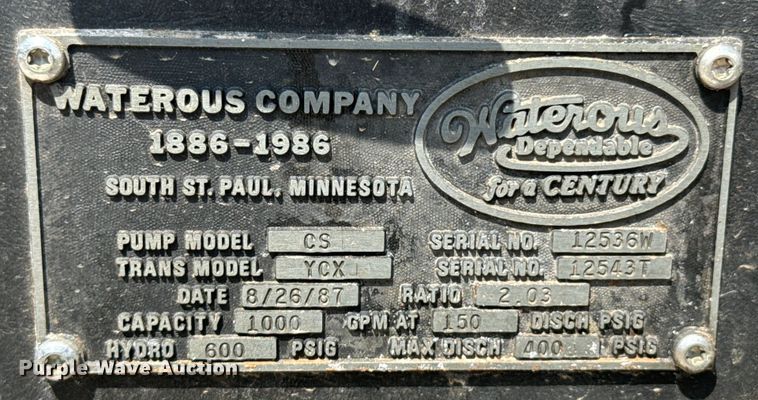 WATEROUS COMPANY
1886-1986
SOUTH ST. PAUL, MINNESOTA
Waterous
Dependable
for a CENTURY
PUMP MODEL CS SERIAL NO. 12536W
TRANS MODEL YCX SERIAL NO. 12543T
DATE 8/26/87 RATIO 2.03
CAPACITY 1000 GPM AT 150 DISCH PSIG
HYDRO 600 PSIG MAX DISCH 400 PSIG
Purple Wave Auction